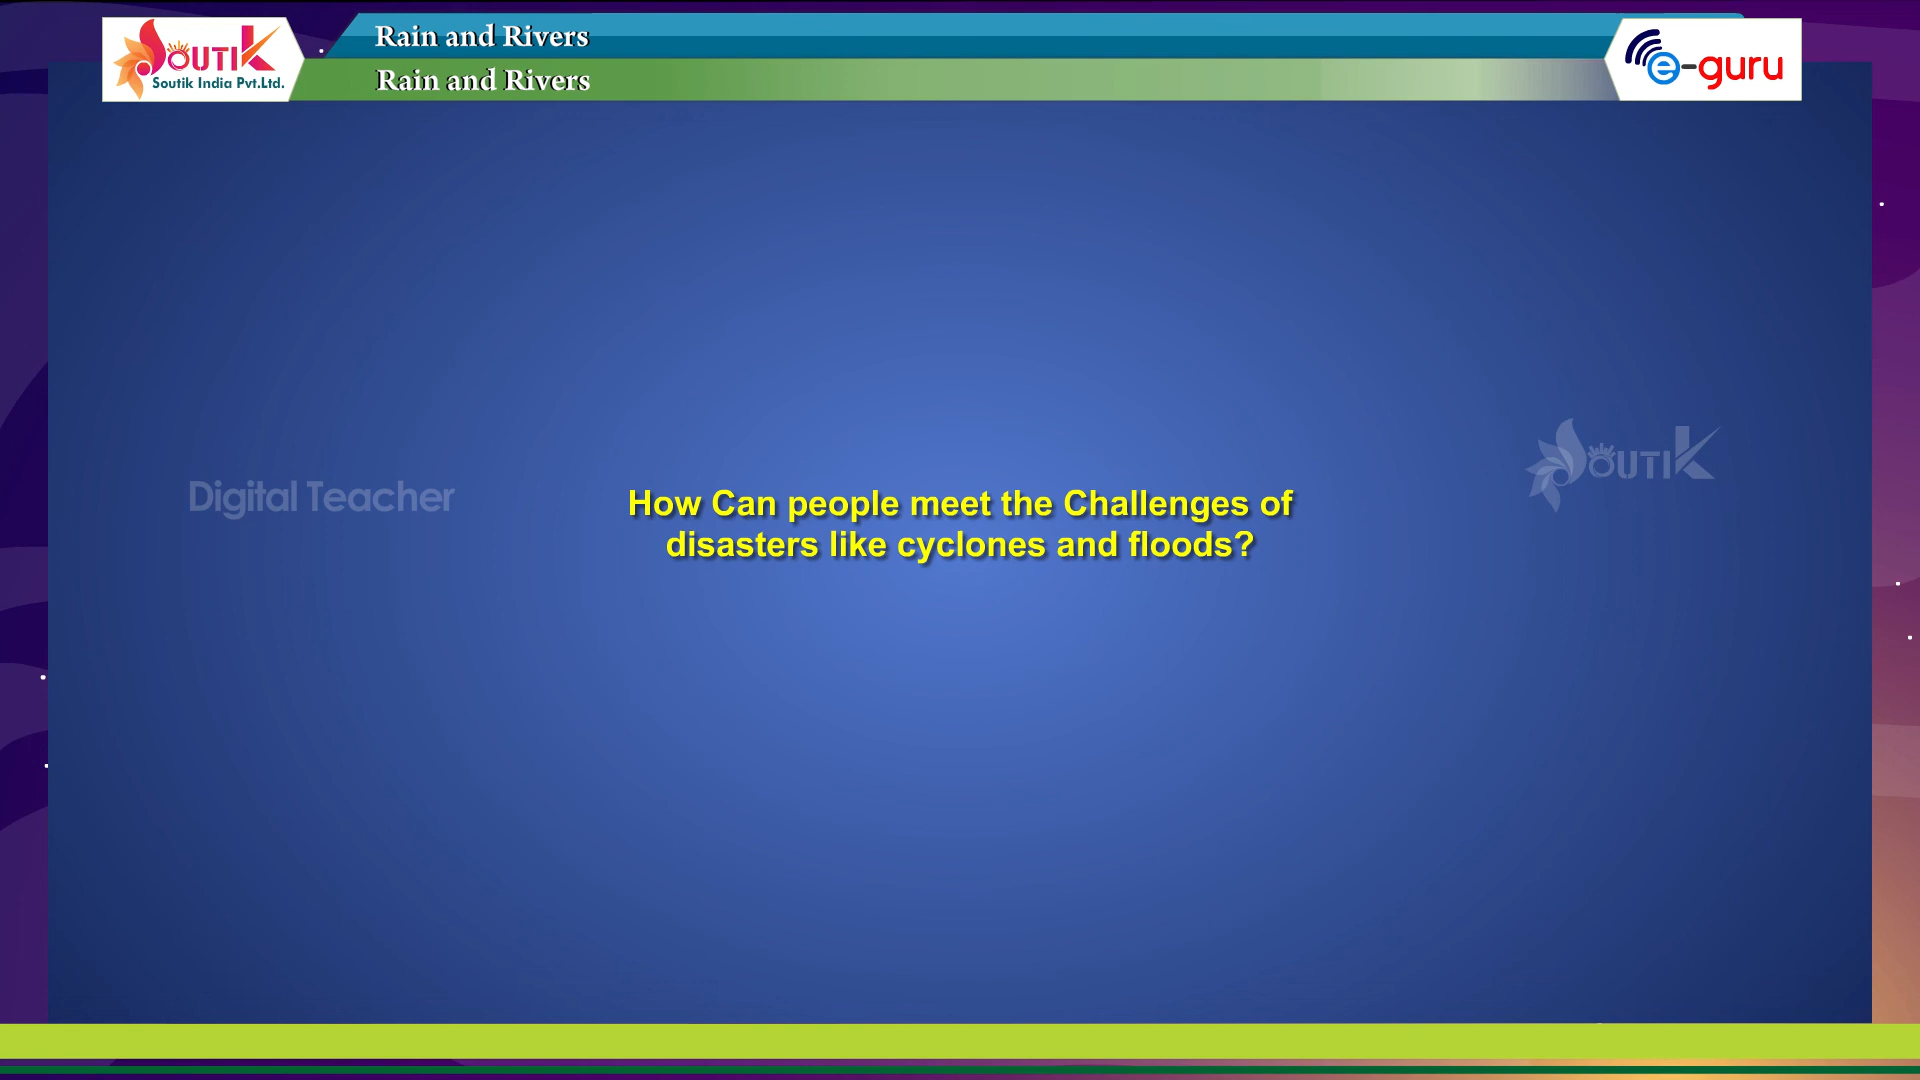 SOUTIK
Soutik India Pvt.Ltd.
Rain and Rivers
Rain and Rivers
e-guru
Digital Teacher
SOUTIK
How Can people meet the Challenges of
disasters like cyclones and floods?